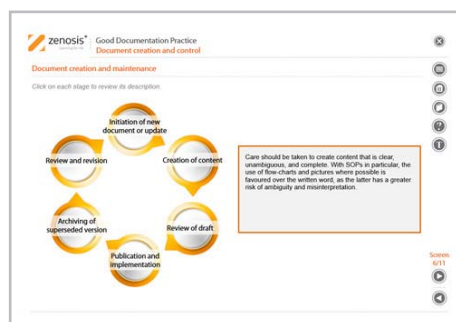 zenosis
Good Documentation Practice
Document creation and control
Document creation and maintenance
Click on each stage to review its description.
Initiation of new
document or update
Review and revision
Creation of content
Archiving of
superseded version
Review of draft
Publication and
implementation
Care should be taken to create content that is clear,
unambiguous, and complete. With SOPs in particular, the
use of flow-charts and pictures where possible is
favoured over the written word, as the latter has a greater
risk of ambiguity and misinterpretation.
Screen
6/11